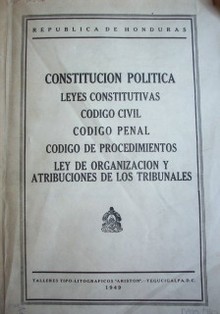 REPUBLICA DE HONDURAS
CONSTITUCION POLITICA
LEYES CONSTITUTIVAS
CODIGO CIVIL
CODIGO PENAL
CODIGO DE PROCEDIMIENTOS
LEY DE ORGANIZACION Y
ATRIBUCIONES DE LOS TRIBUNALES
TALLERES TIPO-LITOGRAFICOS "ARISTON"—TEGUCIGALPA, D. C.
1949